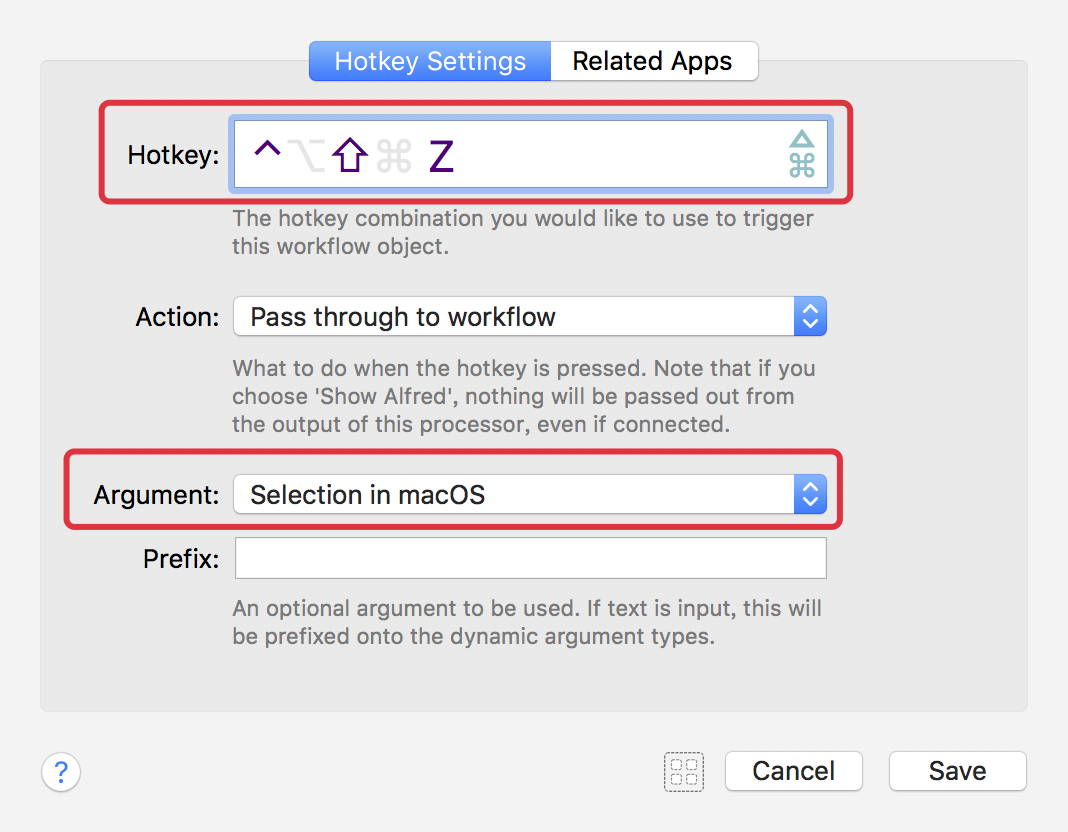 Hotkey Settings
Related Apps
Hotkey: ⌃⌥⇧⌘ Z
The hotkey combination you would like to use to trigger
this workflow object.
Action: Pass through to workflow
What to do when the hotkey is pressed. Note that if you
choose 'Show Alfred', nothing will be passed out from
the output of this processor, even if connected.
Argument: Selection in macOS
Prefix:
An optional argument to be used. If text is input, this will
be prefixed onto the dynamic argument types.
?
Cancel
Save